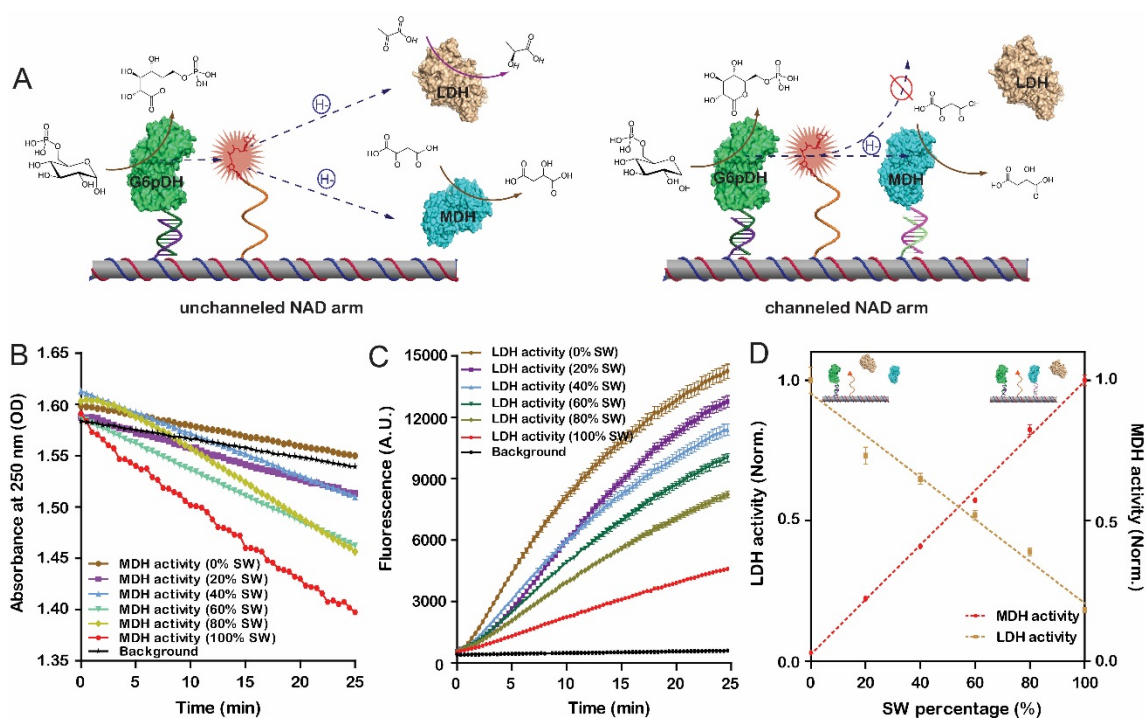 A
LDH
H-
G6pDH
H-
MDH
unchanneled NAD arm
LDH
H-
G6pDH
MDH
channeled NAD arm
B
1.65
1.60
1.55
1.50
1.45
1.40
1.35
Absorbance at 250 nm (OD)
MDH activity (0% SW)
MDH activity (20% SW)
MDH activity (40% SW)
MDH activity (60% SW)
MDH activity (80% SW)
MDH activity (100% SW)
Background
0 5 10 15 20 25
Time (min)
C
15000
12000
9000
6000
3000
0
Fluorescence (A.U.)
LDH activity (0% SW)
LDH activity (20% SW)
LDH activity (40% SW)
LDH activity (60% SW)
LDH activity (80% SW)
LDH activity (100% SW)
Background
0 5 10 15 20 25
Time (min)
D
1.0
0.5
0.0
LDH activity (Norm.)
1.0
0.5
0.0
MDH activity (Norm.)
MDH activity
LDH activity
0 20 40 60 80 100
SW percentage (%)